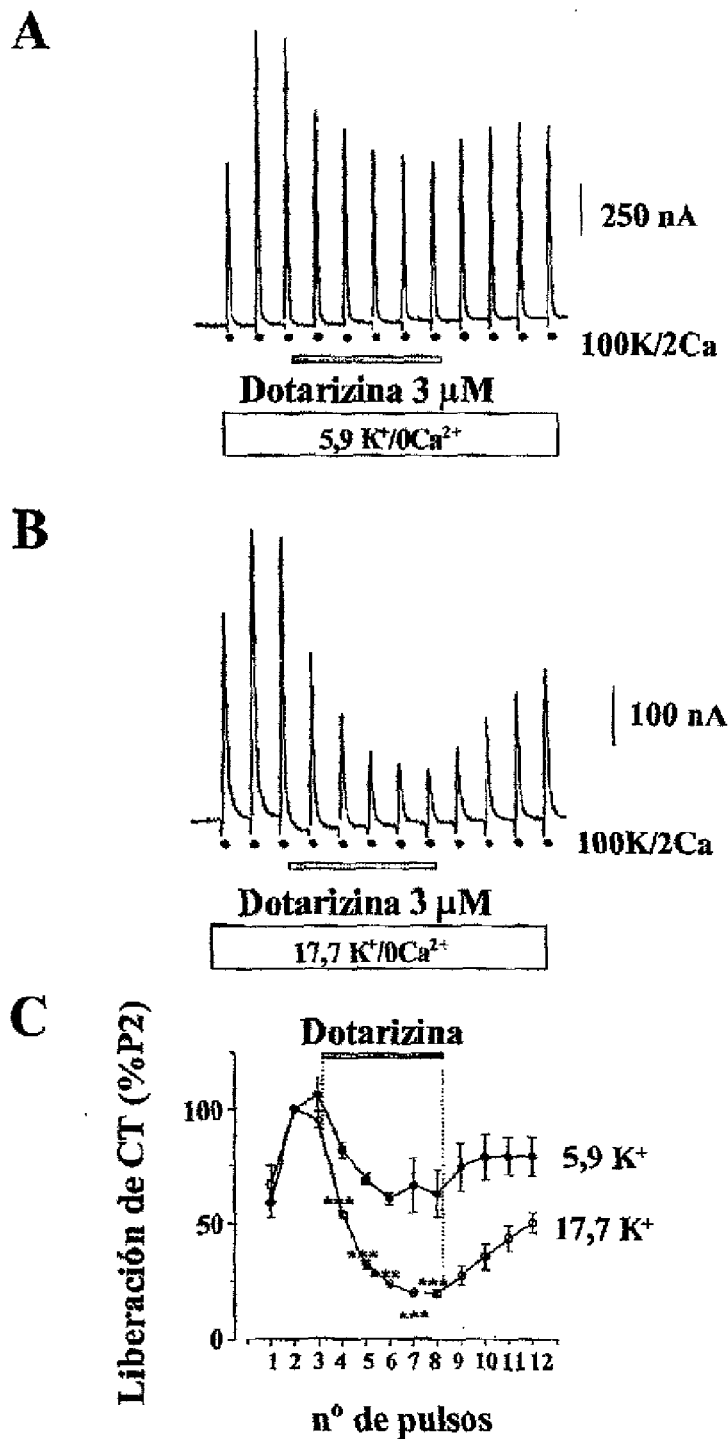 A
250 nA
100K/2Ca
Dotarizina 3 µM
5,9 K⁺/0Ca²⁺
B
100 nA
100K/2Ca
Dotarizina 3 µM
17,7 K⁺/0Ca²⁺
C
Dotarizina
Liberación de CT (%P2)
100
50
0
5,9 K⁺
17,7 K⁺
***
***
***
***
***
1 2 3 4 5 6 7 8 9 10 11 12
nº de pulsos